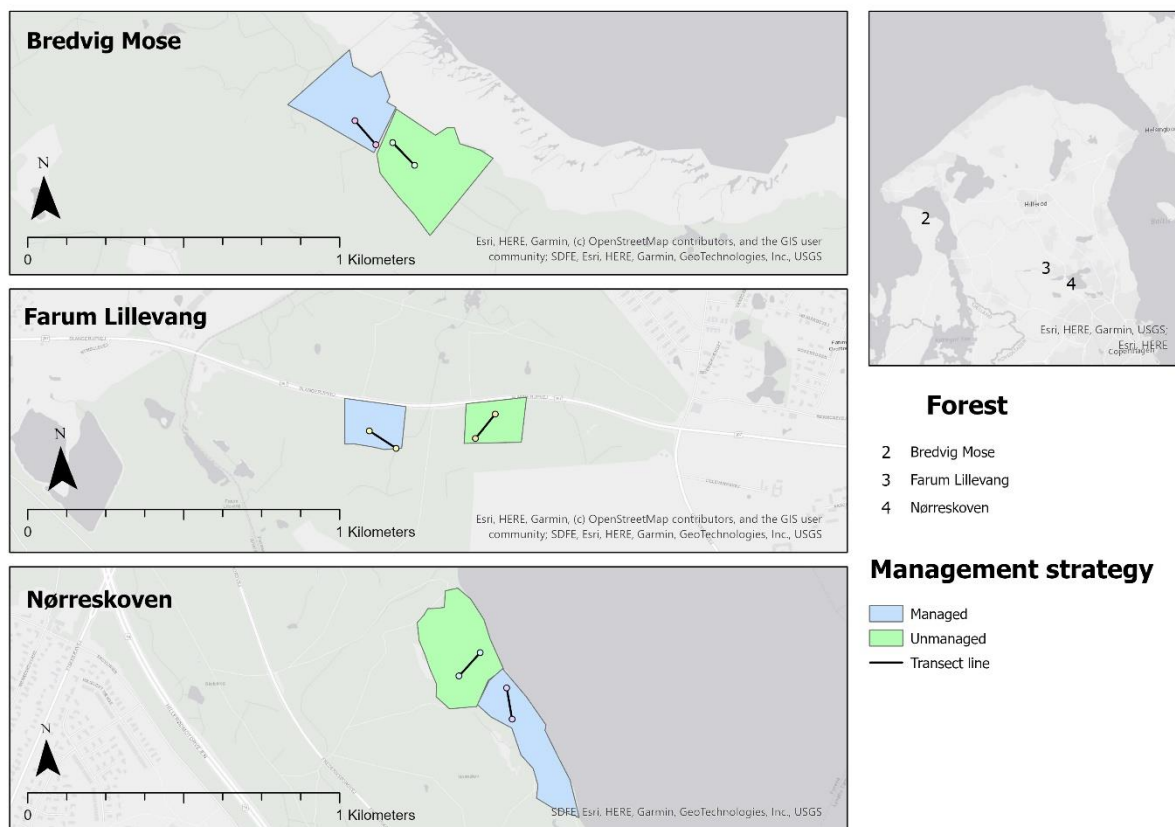 Bredvig Mose
N
0
1 Kilometers
Esri, HERE, Garmin, (c) OpenStreetMap contributors, and the GIS user
community; SDFE, Esri, HERE, Garmin, GeoTechnologies, Inc., USGS
Farum Lillevang
N
0
1 Kilometers
Esri, HERE, Garmin, (c) OpenStreetMap contributors, and the GIS user
community; SDFE, Esri, HERE, Garmin, GeoTechnologies, Inc., USGS
Nørreskoven
N
0
1 Kilometers
SDFE, Esri, HERE, Garmin, GeoTechnologies, Inc., USGS
Hillerød
2
3
4
Esri, HERE, Garmin, USGS,
Esri, HERE
Copenhagen
Forest
2 Bredvig Mose
3 Farum Lillevang
4 Nørreskoven
Management strategy
Managed
Unmanaged
Transect line